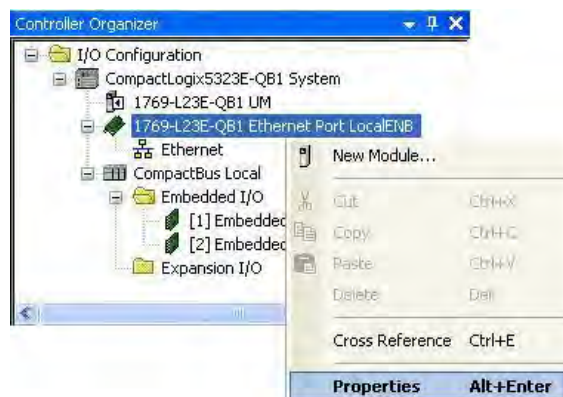 Controller Organizer
I/O Configuration
CompactLogix5323E-QB1 System
1769-L23E-QB1 UM
1769-L23E-QB1 Ethernet Port LocalENB
Ethernet
CompactBus Local
Embedded I/O
[1] Embedded
[2] Embedded
Expansion I/O
New Module...
Cut Ctrl+X
Copy Ctrl+C
Paste Ctrl+V
Delete Del
Cross Reference Ctrl+E
Properties Alt+Enter